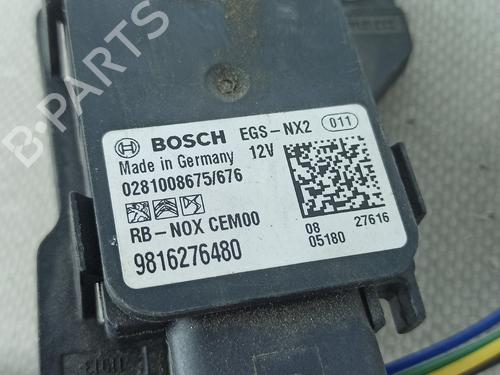 B-Parts
BOSCH EGS-NX2 011
Made in Germany 12V
0281008675/676
RB-NOX CEM00
9816276480
08 27616
05180